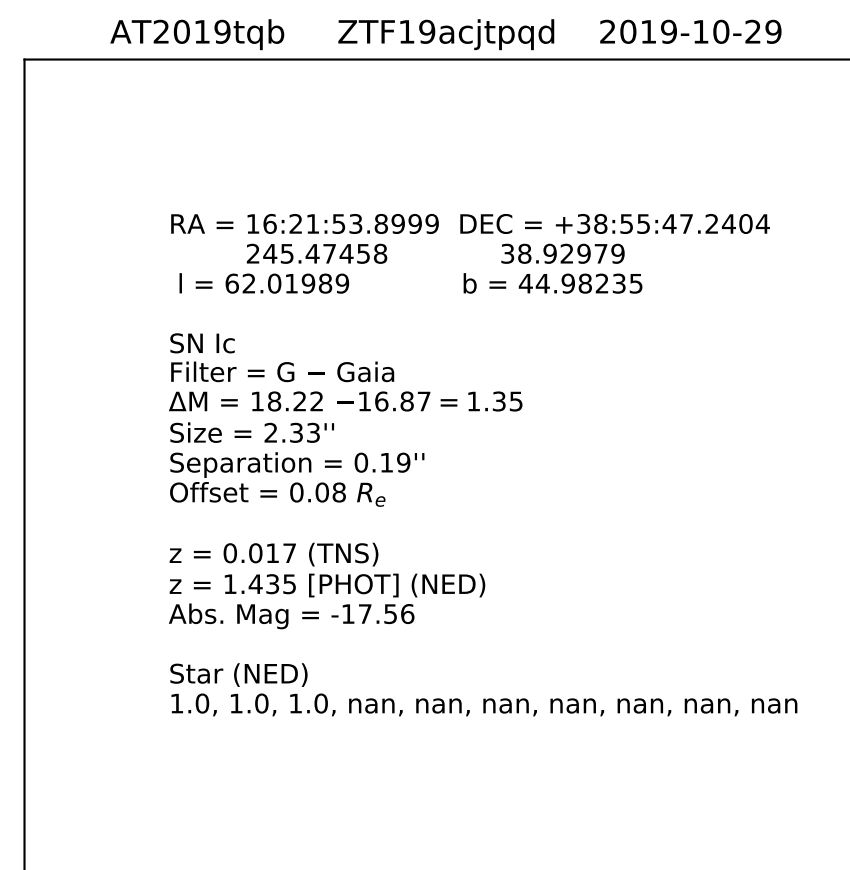 AT2019tqb ZTF19acjtpqd 2019-10-29
RA = 16:21:53.8999 DEC = +38:55:47.2404
245.47458 38.92979
l = 62.01989 b = 44.98235
SN Ic
Filter = G − Gaia
ΔM = 18.22 −16.87 = 1.35
Size = 2.33''
Separation = 0.19''
Offset = 0.08 Rₑ
z = 0.017 (TNS)
z = 1.435 [PHOT] (NED)
Abs. Mag = -17.56
Star (NED)
1.0, 1.0, 1.0, nan, nan, nan, nan, nan, nan, nan